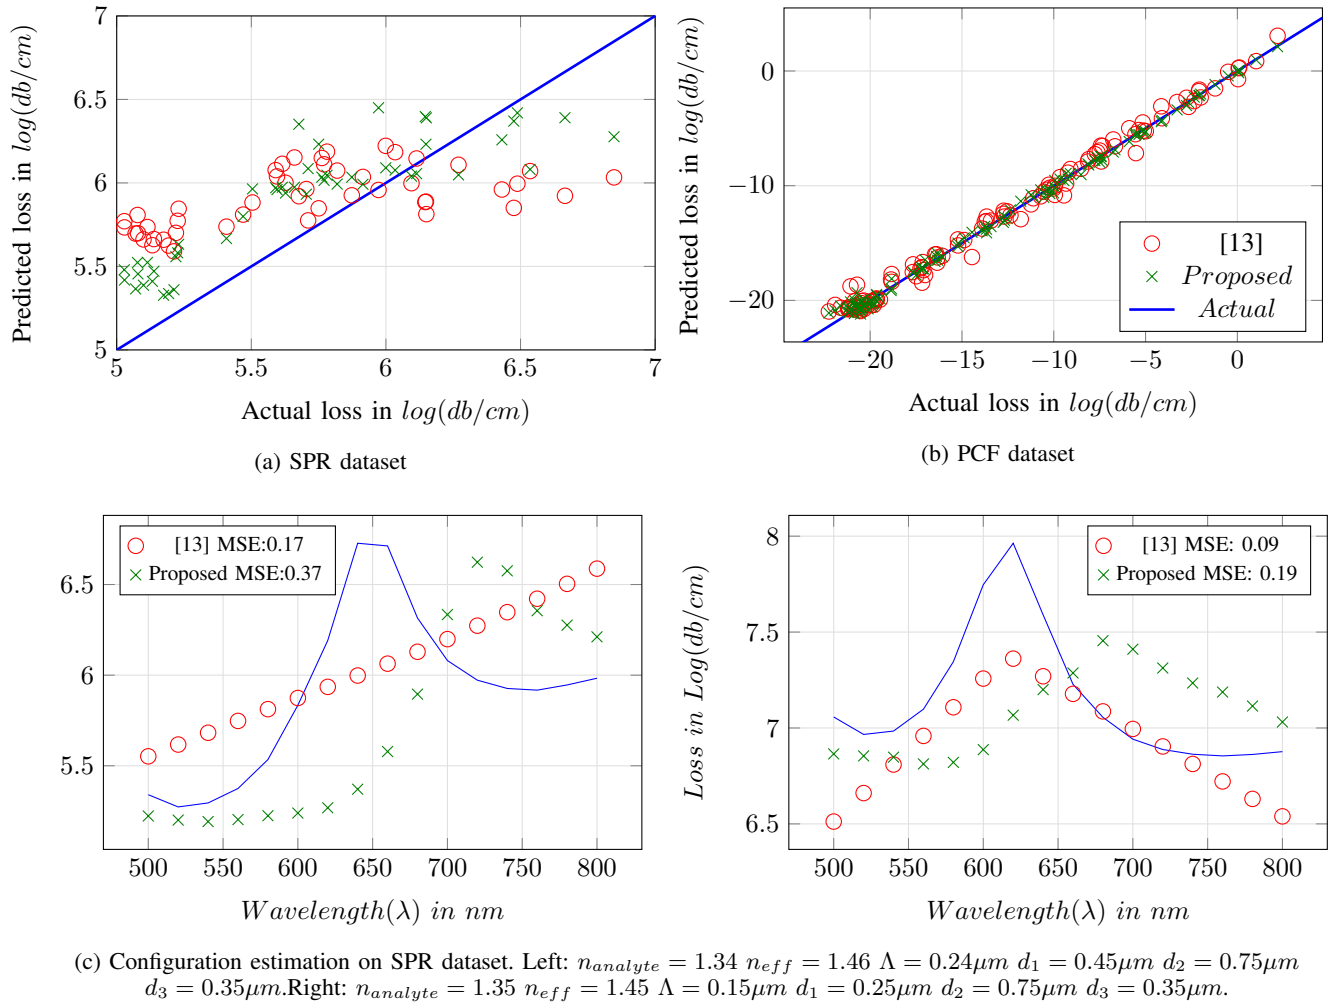 7
6.5
6
5.5
5
5
5.5
6
6.5
7
Predicted loss in log(db/cm)
Actual loss in log(db/cm)
(a) SPR dataset
0
−10
−20
−20
−15
−10
−5
0
Predicted loss in log(db/cm)
[13]
Proposed
Actual
Actual loss in log(db/cm)
(b) PCF dataset
6.5
6
5.5
500
550
600
650
700
750
800
[13] MSE:0.17
Proposed MSE:0.37
Wavelength(λ) in nm
8
7.5
7
6.5
500
550
600
650
700
750
800
Loss in Log(db/cm)
[13] MSE: 0.09
Proposed MSE: 0.19
Wavelength(λ) in nm
(c) Configuration estimation on SPR dataset. Left: n_analyte = 1.34 n_eff = 1.46 Λ = 0.24μm d_1 = 0.45μm d_2 = 0.75μm
d_3 = 0.35μm.Right: n_analyte = 1.35 n_eff = 1.45 Λ = 0.15μm d_1 = 0.25μm d_2 = 0.75μm d_3 = 0.35μm.